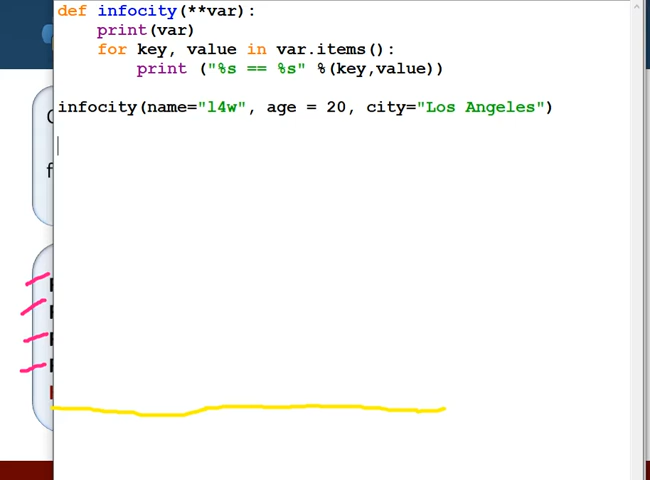 def infocity(**var):
    print(var)
    for key, value in var.items():
        print ("%s == %s" %(key,value))
infocity(name="l4w", age = 20, city="Los Angeles")